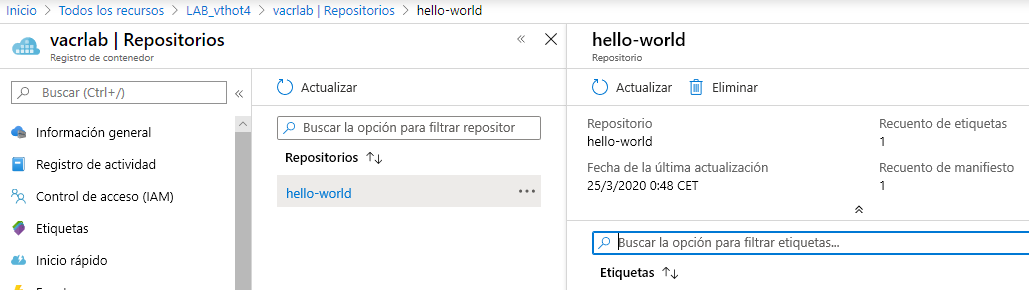 Inicio > Todos los recursos > LAB_vthot4 > vacrlab | Repositorios > hello-world
vacrlab | Repositorios
Registro de contenedor
Buscar (Ctrl+/)
Información general
Registro de actividad
Control de acceso (IAM)
Etiquetas
Inicio rápido
Actualizar
Buscar la opción para filtrar repositor
Repositorios
hello-world
hello-world
Repositorio
Actualizar
Eliminar
Repositorio
hello-world
Recuento de etiquetas
1
Fecha de la última actualización
25/3/2020 0:48 CET
Recuento de manifiesto
1
Buscar la opción para filtrar etiquetas...
Etiquetas